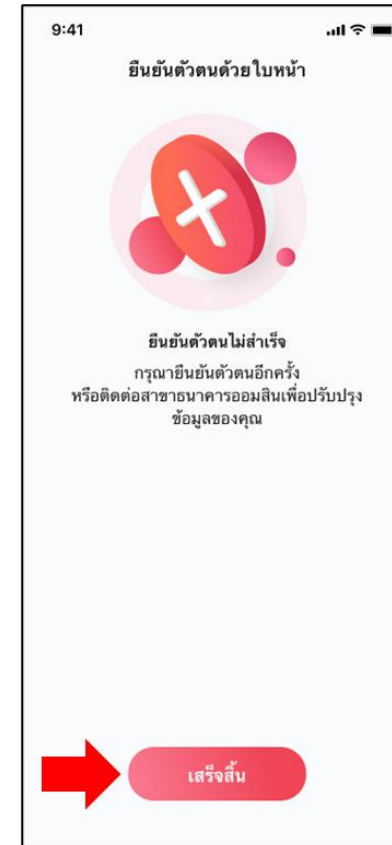 9:41
ยืนยันตัวตนด้วยใบหน้า
ยืนยันตัวตนไม่สำเร็จ
กรุณายืนยันตัวตนอีกครั้ง
หรือติดต่อสาขาธนาคารออมสินเพื่อปรับปรุง
ข้อมูลของคุณ
เสร็จสิ้น